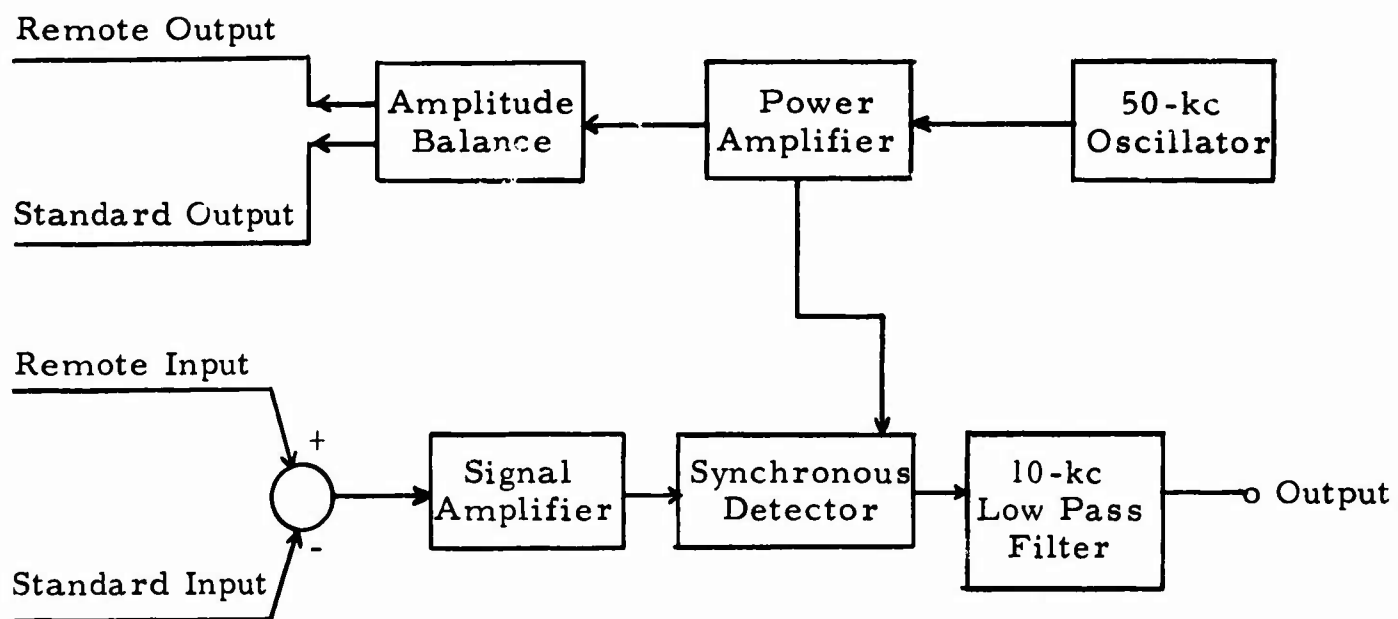 Remote Output
Amplitude
Balance
Power
Amplifier
50-kc
Oscillator
Standard Output
Remote Input
+
Signal
Amplifier
Synchronous
Detector
10-kc
Low Pass
Filter
Output
-
Standard Input